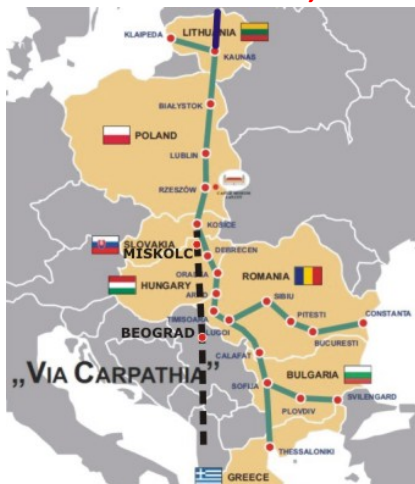 KLAIPEDA
LITHUANIA
KAUNAS
BIAŁYSTOK
POLAND
LUBLIN
RZESZÓW
KOSICE
SLOVAKIA
MISKOLC
DEBRECEN
ORADEA
ROMANIA
HUNGARY
ARAD
SIBIU
TIMISOARA
PITESTI
CONSTANTA
BEOGRAD
LUGOJ
BUCURESTI
CALAFAT
„VIA CARPATHIA”
BULGARIA
SOFIJA
SVILENGARD
PLOVDIV
THESSALONIKI
GREECE